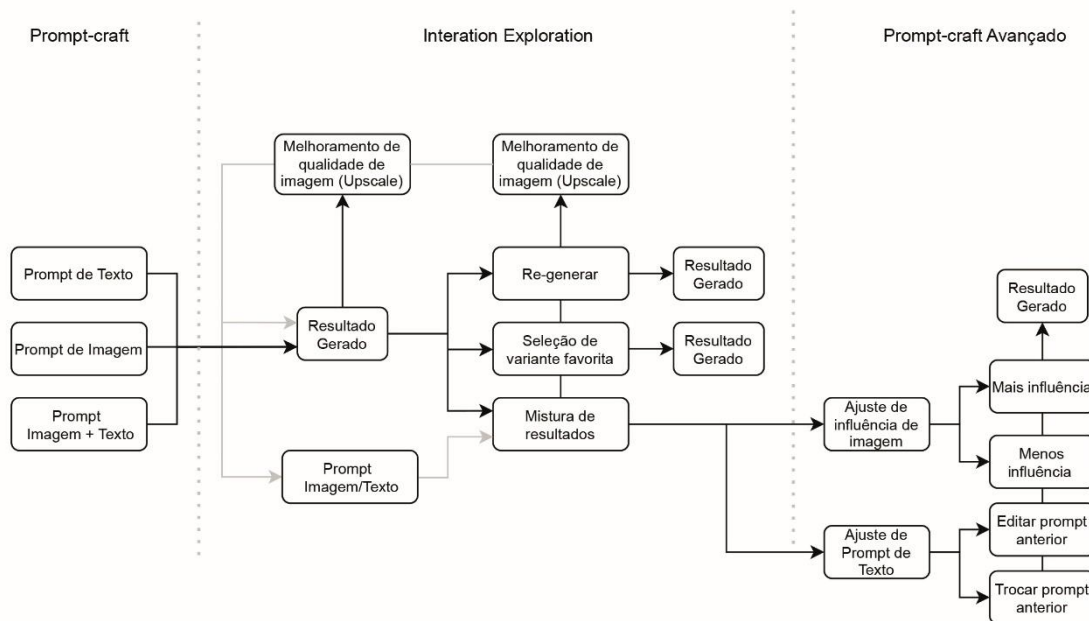 Prompt-craft
Interation Exploration
Prompt-craft Avançado
Melhoramento de
qualidade de
imagem (Upscale)
Melhoramento de
qualidade de
imagem (Upscale)
Prompt de Texto
Prompt de Imagem
Prompt
Imagem + Texto
Resultado
Gerado
Re-generar
Resultado
Gerado
Seleção de
variante favorita
Resultado
Gerado
Mistura de
resultados
Prompt
Imagem/Texto
Resultado
Gerado
Ajuste de
influência de
imagem
Mais influência
Menos
influência
Ajuste de
Prompt de
Texto
Editar prompt
anterior
Trocar prompt
anterior